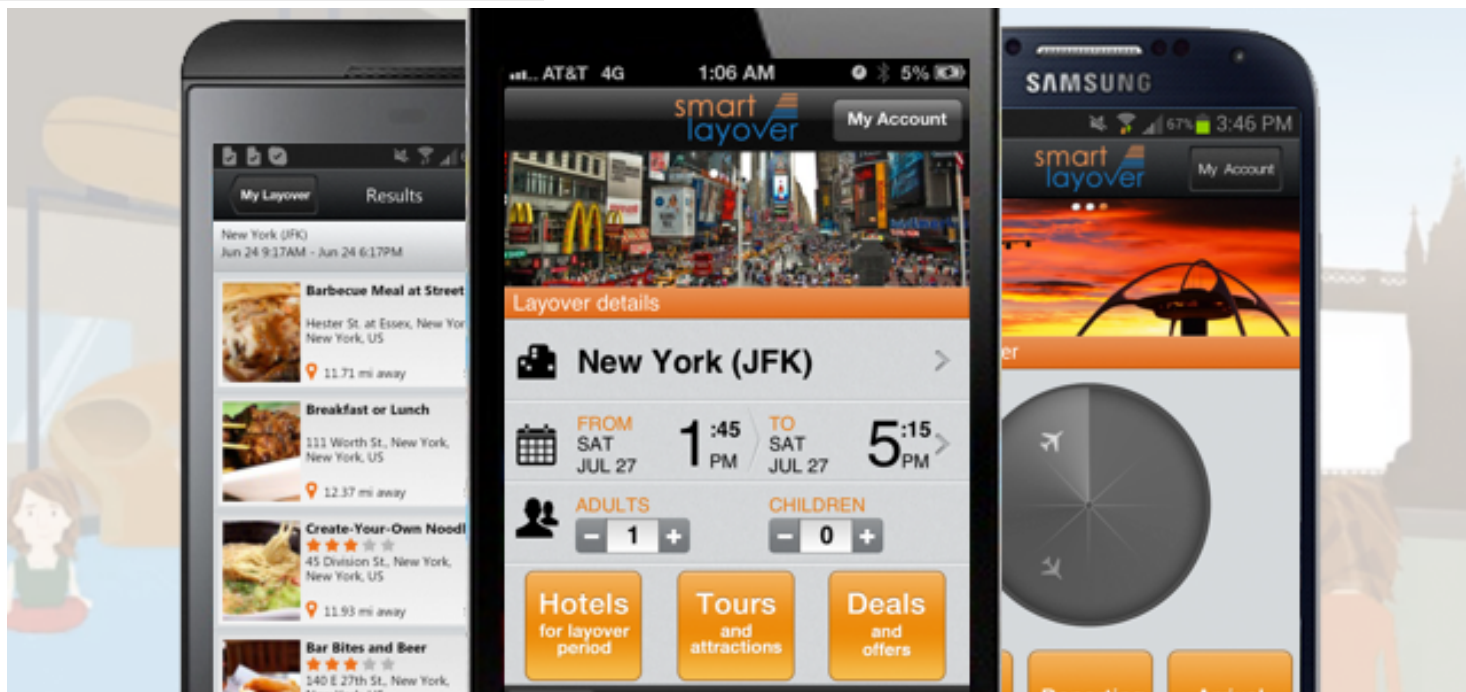 My Layover
Results
New York (JFK)
Jun 24 9:17AM - Jun 24 6:17PM
Barbecue Meal at Street
Hester St. at Essex, New Yor
New York, US
11.71 mi away
Breakfast or Lunch
111 Worth St., New York,
New York, US
12.37 mi away
Create-Your-Own Noodl
45 Division St., New York,
New York, US
11.93 mi away
Bar Bites and Beer
140 E 27th St., New York,
AT&T 4G 1:06 AM 5%
smart
layover
My Account
Layover details
New York (JFK)
FROM
SAT
JUL 27
1:45
PM
TO
SAT
JUL 27
5:15
PM
ADULTS
- 1 +
CHILDREN
- 0 +
Hotels
for layover
period
Tours
and
attractions
Deals
and
offers
SAMSUNG
67% 3:46 PM
smart
layover
My Account
er